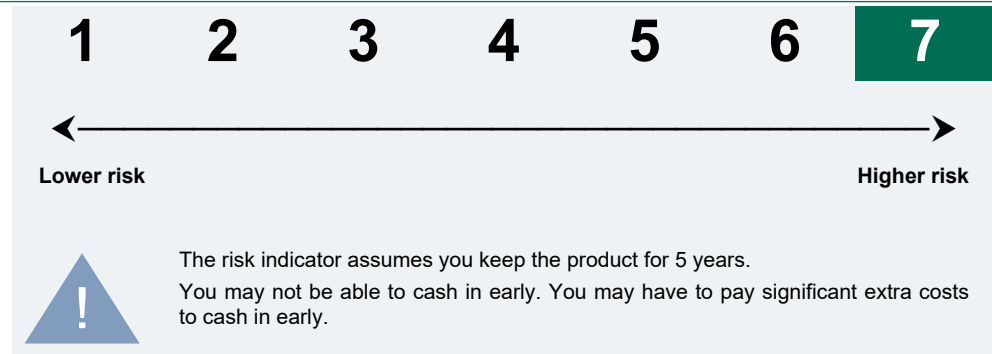 1 2 3 4 5 6 7
Lower risk Higher risk
!
The risk indicator assumes you keep the product for 5 years.
You may not be able to cash in early. You may have to pay significant extra costs
to cash in early.